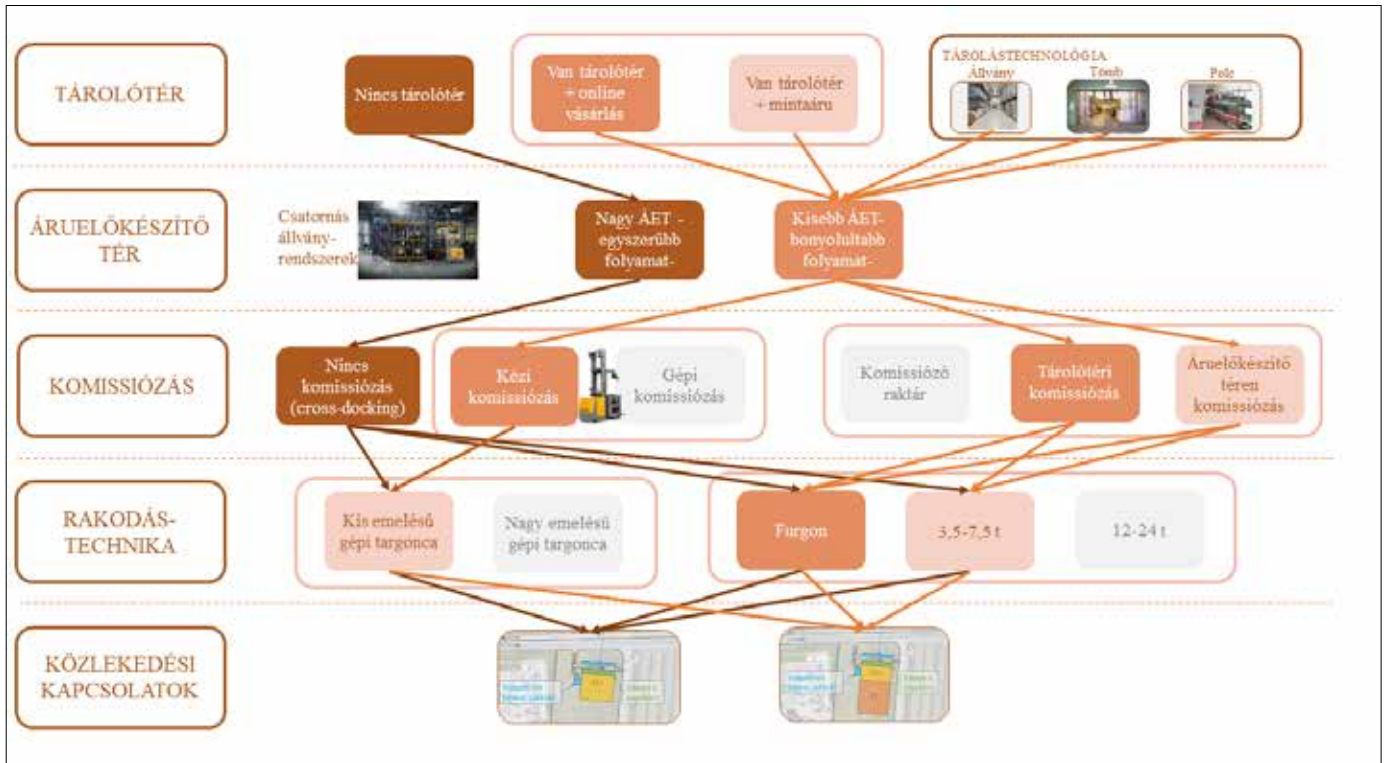 TÁROLÓTÉR
Nincs tárolótér
Van tárolótér
+ online
vásárlás
Van tárolótér
+ mintaáru
TÁROLÁSTECHNOLÓGIA
Állvány
Tömb
Polc
ÁRUELŐKÉSZÍTŐ
TÉR
Csatornás
állvány-
rendszerek
Nagy ÁET -
egyszerűbb
folyamat-
Kisebb ÁET-
bonyolultabb
folyamat-
KOMISSIÓZÁS
Nincs
komissiózás
(cross-docking)
Kézi
komissiózás
Gépi
komissiózás
Komissiózó
raktár
Tárolótéri
komissiózás
Áruelőkészítő
téren
komissiózás
RAKODÁS-
TECHNIKA
Kis emelésű
gépi targonca
Nagy emelésű
gépi targonca
Furgon
3,5-7,5 t
12-24 t
KÖZLEKEDÉSI
KAPCSOLATOK